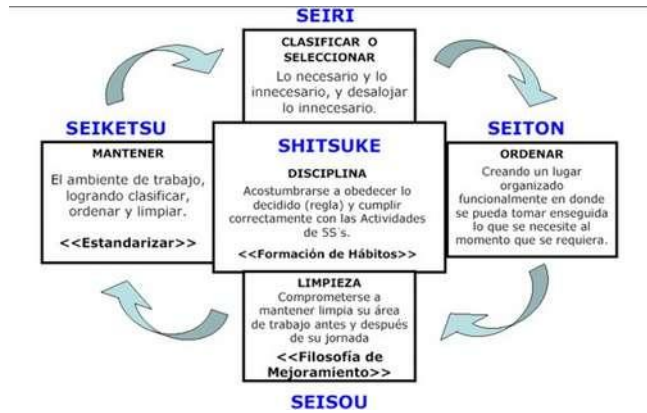 SEIRI
CLASIFICAR O
SELECCIONAR
Lo necesario y lo
innecesario, y desalojar
lo innecesario.
SEIKETSU
MANTENER
El ambiente de trabajo,
logrando clasificar,
ordenar y limpiar.
<<Estandarizar>>
SHITSUKE
DISCIPLINA
Acostumbrarse a obedecer lo
decidido (regla) y cumplir
correctamente con las Actividades
de 5S´s.
<<Formación de Hábitos>>
SEITON
ORDENAR
Creando un lugar
organizado
funcionalmente en donde
se pueda tomar enseguida
lo que se necesite al
momento que se requiera.
LIMPIEZA
Comprometerse a
mantener limpia su área
de trabajo antes y después
de su jornada
<<Filosofía de
Mejoramiento>>
SEISOU